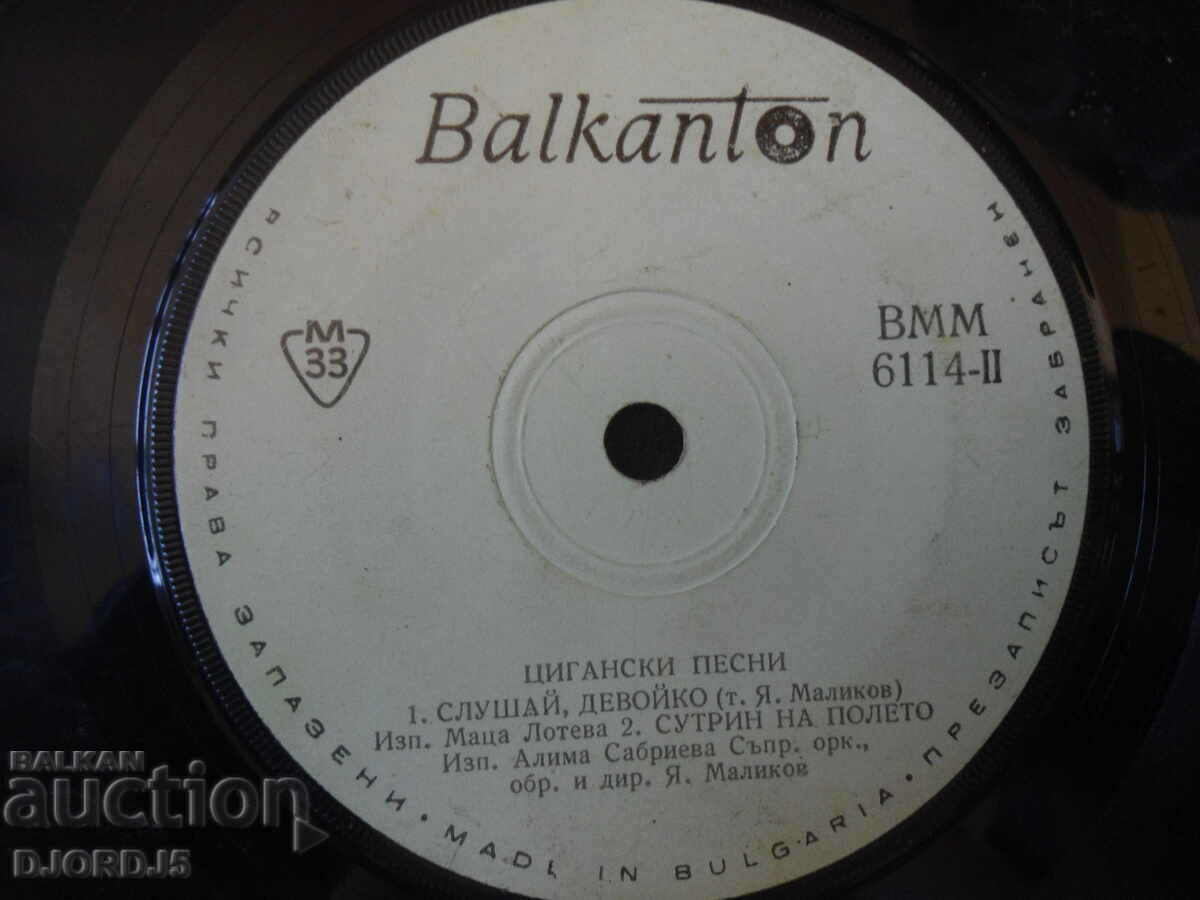 Balkanton
М
33
ВММ
6114-II
ЦИГАНСКИ ПЕСНИ
1. СЛУШАЙ, ДЕВОЙКО (т. Я. Маликов)
Изп. Маца Лотева 2. СУТРИН НА ПОЛЕТО
Изп. Алима Сабриева Съпр. орк.,
обр. и дир. Я. Маликов
ВСИЧКИ ПРАВА ЗАПАЗЕНИ • MADE IN BULGARIA • ПРЕЗАПИСЪТ ЗАБРАНЕН
BALKAN
auction
DJORDJ5